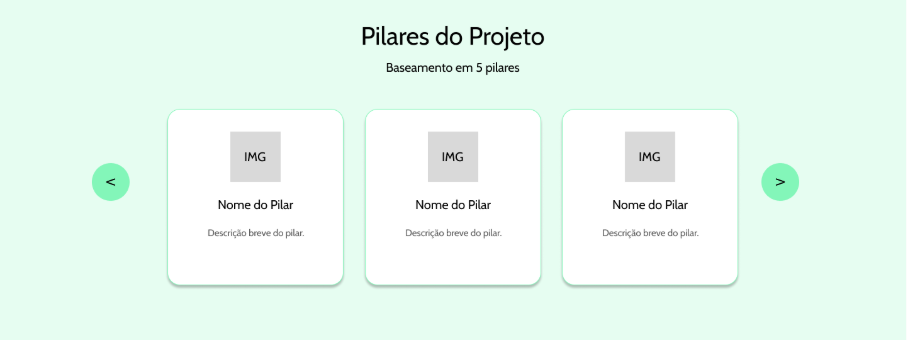 Pilares do Projeto
Baseamento em 5 pilares
IMG
IMG
IMG
<
>
Nome do Pilar
Nome do Pilar
Nome do Pilar
Descrição breve do pilar.
Descrição breve do pilar.
Descrição breve do pilar.